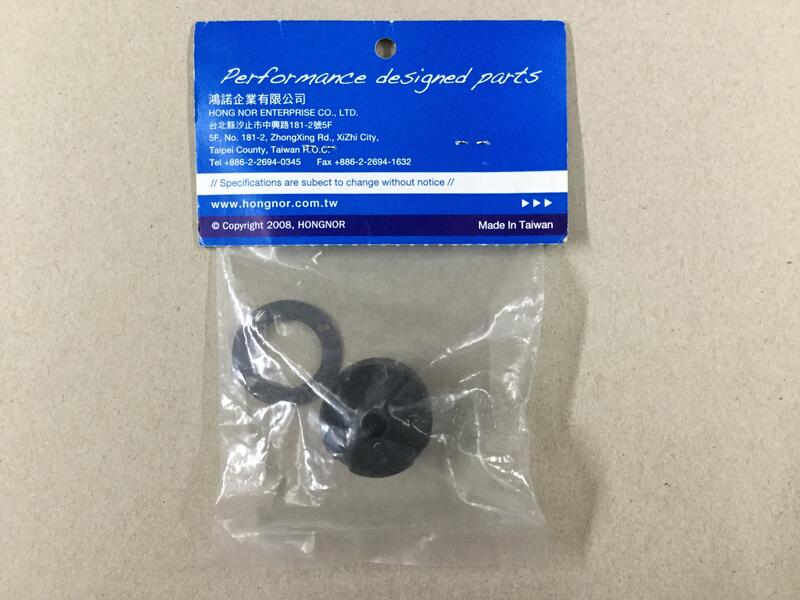 Performance designed parts
鴻諾企業有限公司
HONG NOR ENTERPRISE CO., LTD.
台北縣汐止市中興路181-2號5F
5F, No. 181-2, ZhongXing Rd., XiZhi City,
Taipei County, Taiwan R.O.C.
Tel +886-2-2694-0345 Fax +886-2-2694-1632
// Specifications are subect to change without notice //
www.hongnor.com.tw
© Copyright 2008, HONGNOR Made In Taiwan